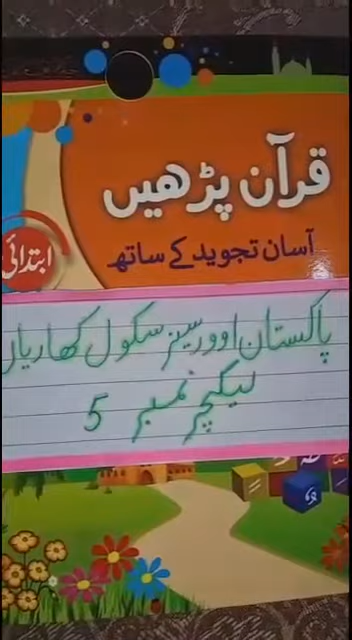 قرآن پڑھیں
آسان تجوید کے ساتھ
ابتدائی
پاکستان اوورسیز سکول کھاریاں
لیکچر نمبر 5
و